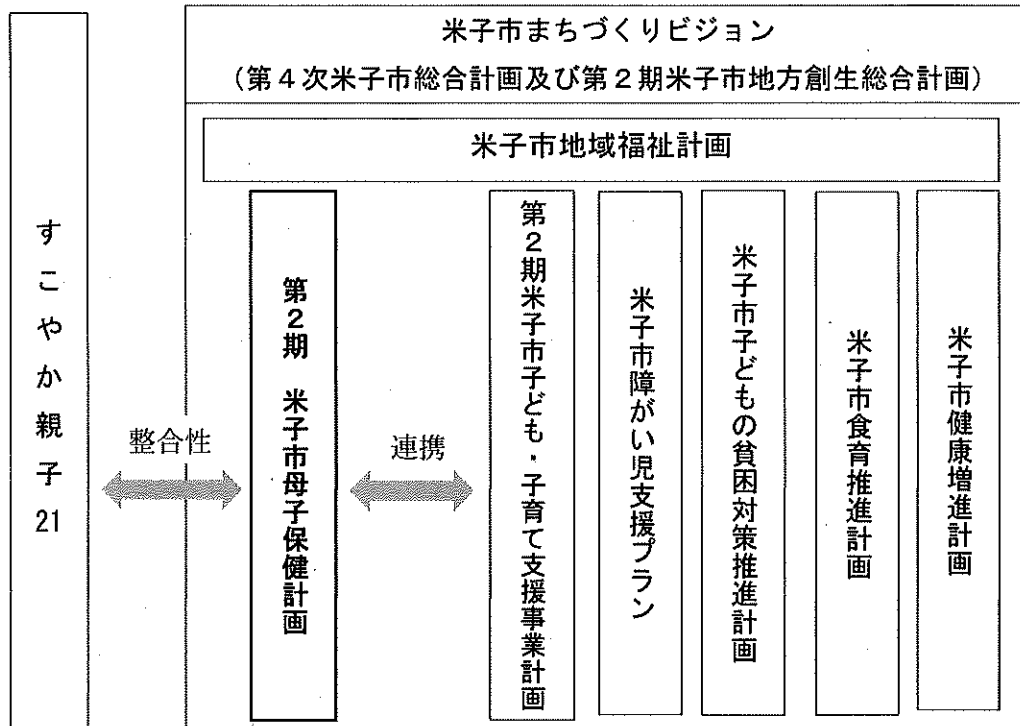 米子市まちづくりビジョン
(第4次米子市総合計画及び第2期米子市地方創生総合計画)
米子市地域福祉計画
すこやか親子21
整合性
第2期 米子市母子保健計画
連携
第2期米子市子ども・子育て支援事業計画
米子市障がい児支援プラン
米子市子どもの貧困対策推進計画
米子市食育推進計画
米子市健康増進計画